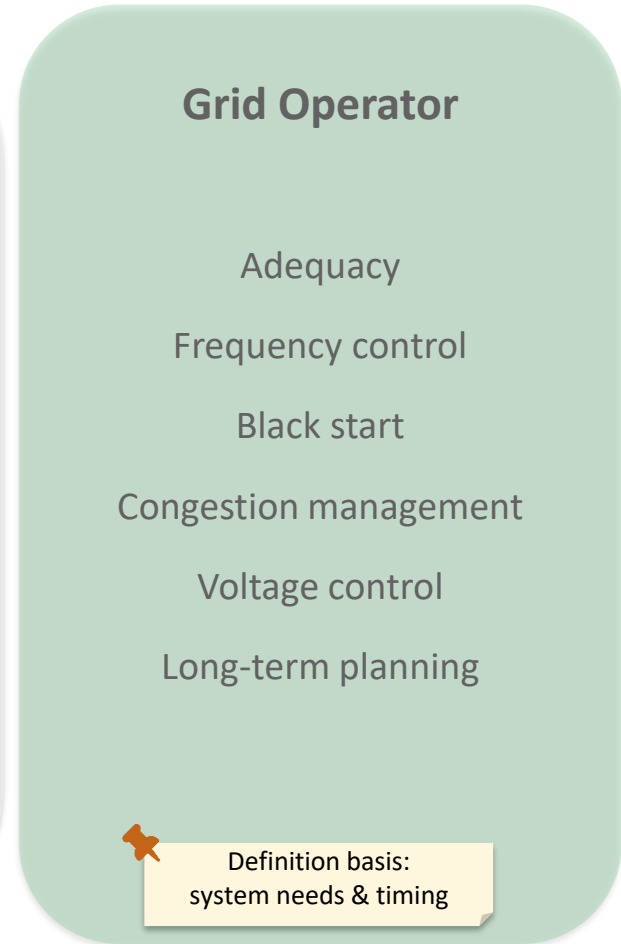 Grid Operator
Adequacy
Frequency control
Black start
Congestion management
Voltage control
Long-term planning
Definition basis:
system needs & timing